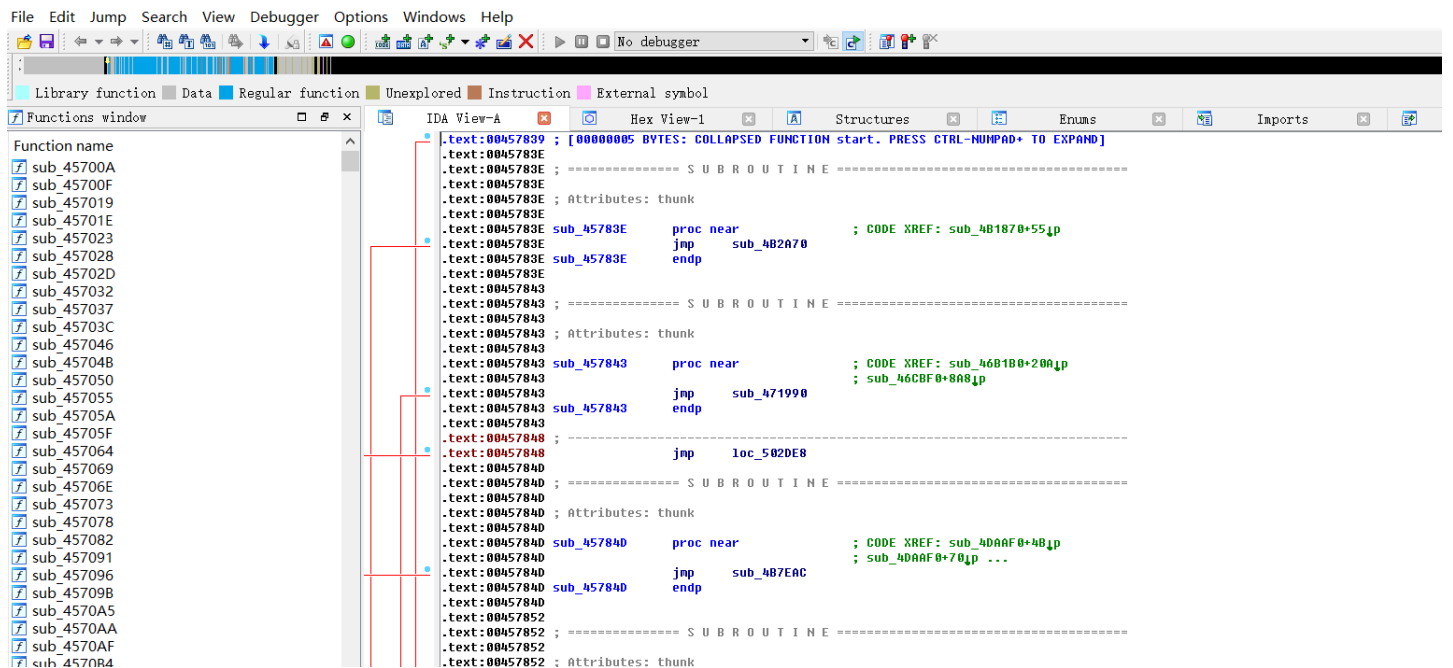 File Edit Jump Search View Debugger Options Windows Help
No debugger
Library function Data Regular function Unexplored Instruction External symbol
Functions window
IDA View-A Hex View-1 Structures Enums Imports
Function name
sub_45700A
sub_45700F
sub_457019
sub_45701E
sub_457023
sub_457028
sub_45702D
sub_457032
sub_457037
sub_45703C
sub_457046
sub_45704B
sub_457050
sub_457055
sub_45705A
sub_45705F
sub_457064
sub_457069
sub_45706E
sub_457073
sub_457078
sub_457082
sub_457091
sub_457096
sub_45709B
sub_4570A5
sub_4570AA
sub_4570AF
sub_4570B4
.text:00457839 ; [00000005 BYTES: COLLAPSED FUNCTION start. PRESS CTRL-NUMPAD+ TO EXPAND]
.text:0045783E
.text:0045783E ; =============== S U B R O U T I N E =======================================
.text:0045783E
.text:0045783E ; Attributes: thunk
.text:0045783E
.text:0045783E sub_45783E proc near ; CODE XREF: sub_4B1870+55↓p
.text:0045783E jmp sub_4B2A70
.text:0045783E sub_45783E endp
.text:0045783E
.text:00457843
.text:00457843 ; =============== S U B R O U T I N E =======================================
.text:00457843
.text:00457843 ; Attributes: thunk
.text:00457843
.text:00457843 sub_457843 proc near ; CODE XREF: sub_46B1B0+20A↓p
.text:00457843 ; sub_46CBF0+8A8↓p
.text:00457843 jmp sub_471990
.text:00457843 sub_457843 endp
.text:00457843
.text:00457848 ; ---------------------------------------------------------------------------
.text:00457848 jmp loc_502DE8
.text:0045784D
.text:0045784D ; =============== S U B R O U T I N E =======================================
.text:0045784D
.text:0045784D ; Attributes: thunk
.text:0045784D
.text:0045784D sub_45784D proc near ; CODE XREF: sub_4DAAF0+4B↓p
.text:0045784D ; sub_4DAAF0+70↓p ...
.text:0045784D jmp sub_4B7EAC
.text:0045784D sub_45784D endp
.text:0045784D
.text:00457852
.text:00457852 ; =============== S U B R O U T I N E =======================================
.text:00457852
.text:00457852 ; Attributes: thunk